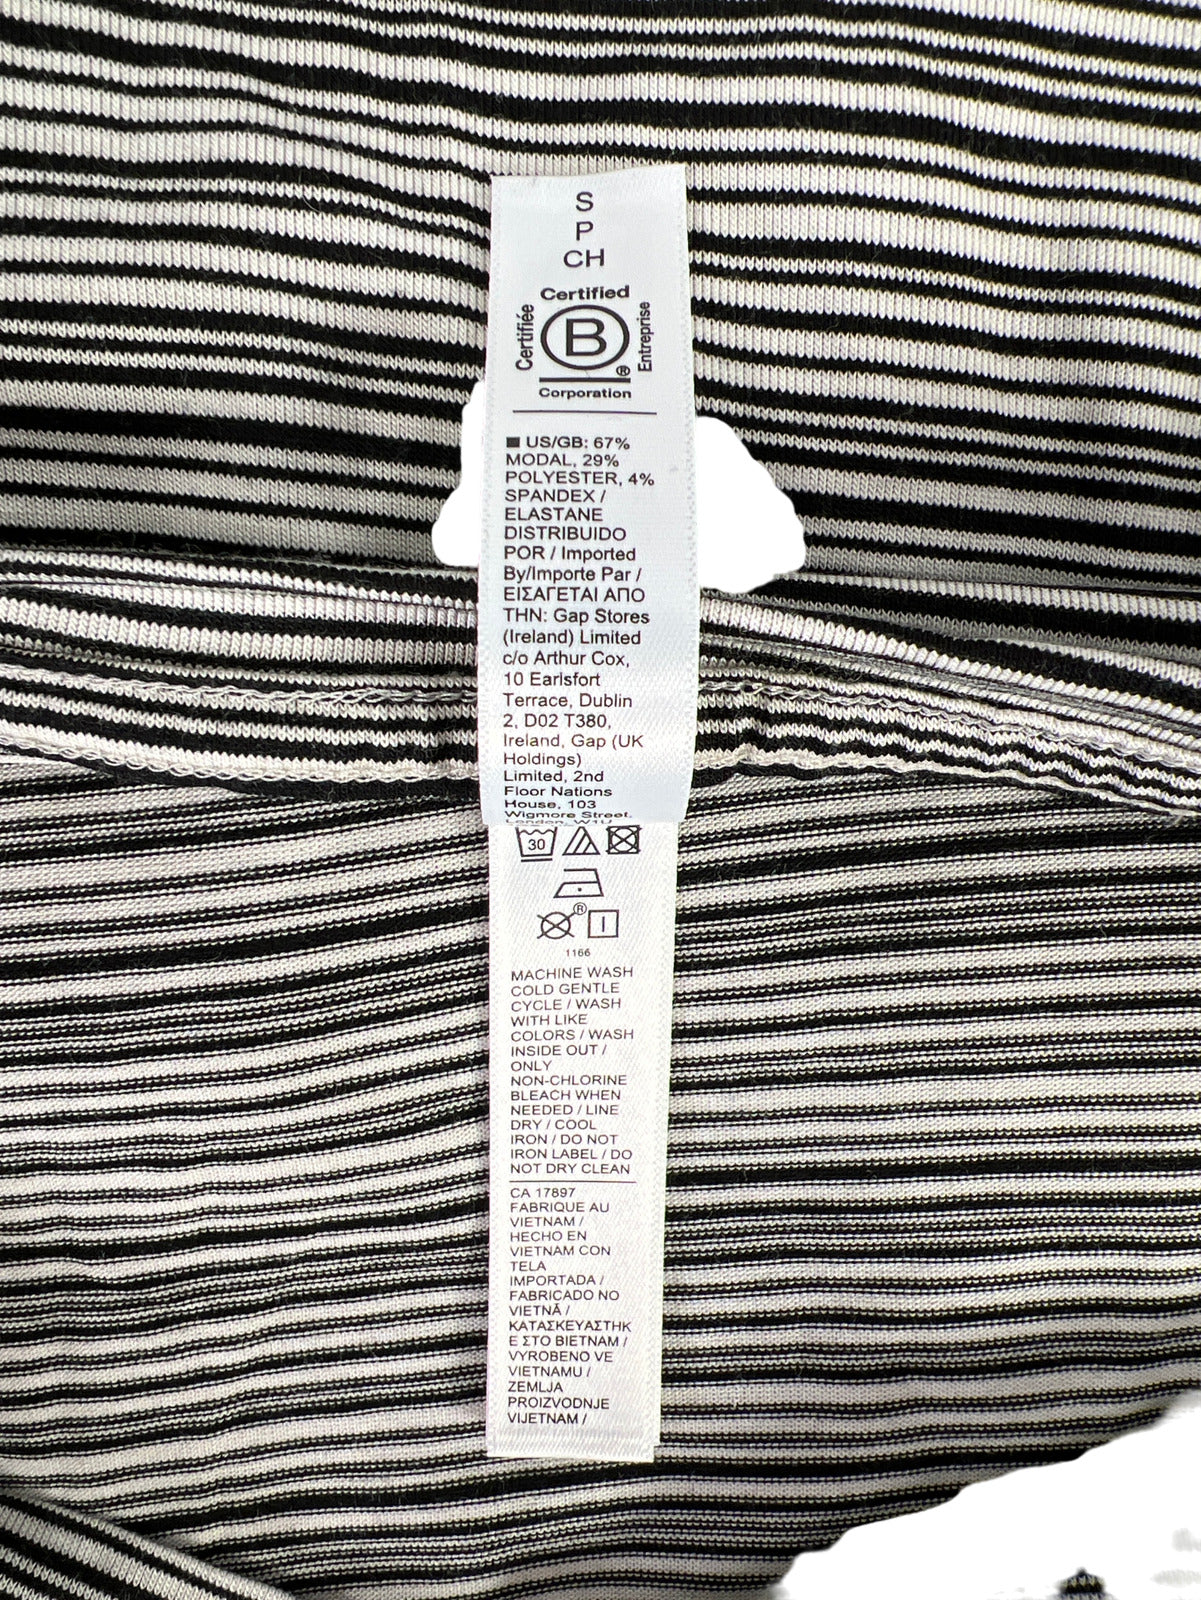 S
P
CH
Certified
Certifiée
B
®
Entreprise
Corporation
US/GB: 67%
MODAL, 29%
POLYESTER, 4%
SPANDEX /
ELASTANE
DISTRIBUIDO
POR / Imported
By/Importe Par /
ΕΙΣΑΓΕΤΑΙ ΑΠΟ
ΤΗΝ: Gap Stores
(Ireland) Limited
c/o Arthur Cox,
10 Earlsfort
Terrace, Dublin
2, D02 T380,
Ireland, Gap (UK
Holdings)
Limited, 2nd
Floor Nations
House, 103
Wigmore Street,
London, W1U
30
®
1166
MACHINE WASH
COLD GENTLE
CYCLE / WASH
WITH LIKE
COLORS / WASH
INSIDE OUT /
ONLY
NON-CHLORINE
BLEACH WHEN
NEEDED / LINE
DRY / COOL
IRON / DO NOT
IRON LABEL / DO
NOT DRY CLEAN
CA 17897
FABRIQUE AU
VIETNAM /
HECHO EN
VIETNAM CON
TELA
IMPORTADA /
FABRICADO NO
VIETNÃ /
ΚΑΤΑΣΚΕΥΑΣΤΗΚ
Ε ΣΤΟ ΒΙΕΤΝΑΜ /
VYROBENO VE
VIETNAMU /
ZEMLJA
PROIZVODNJE
VIJETNAM /